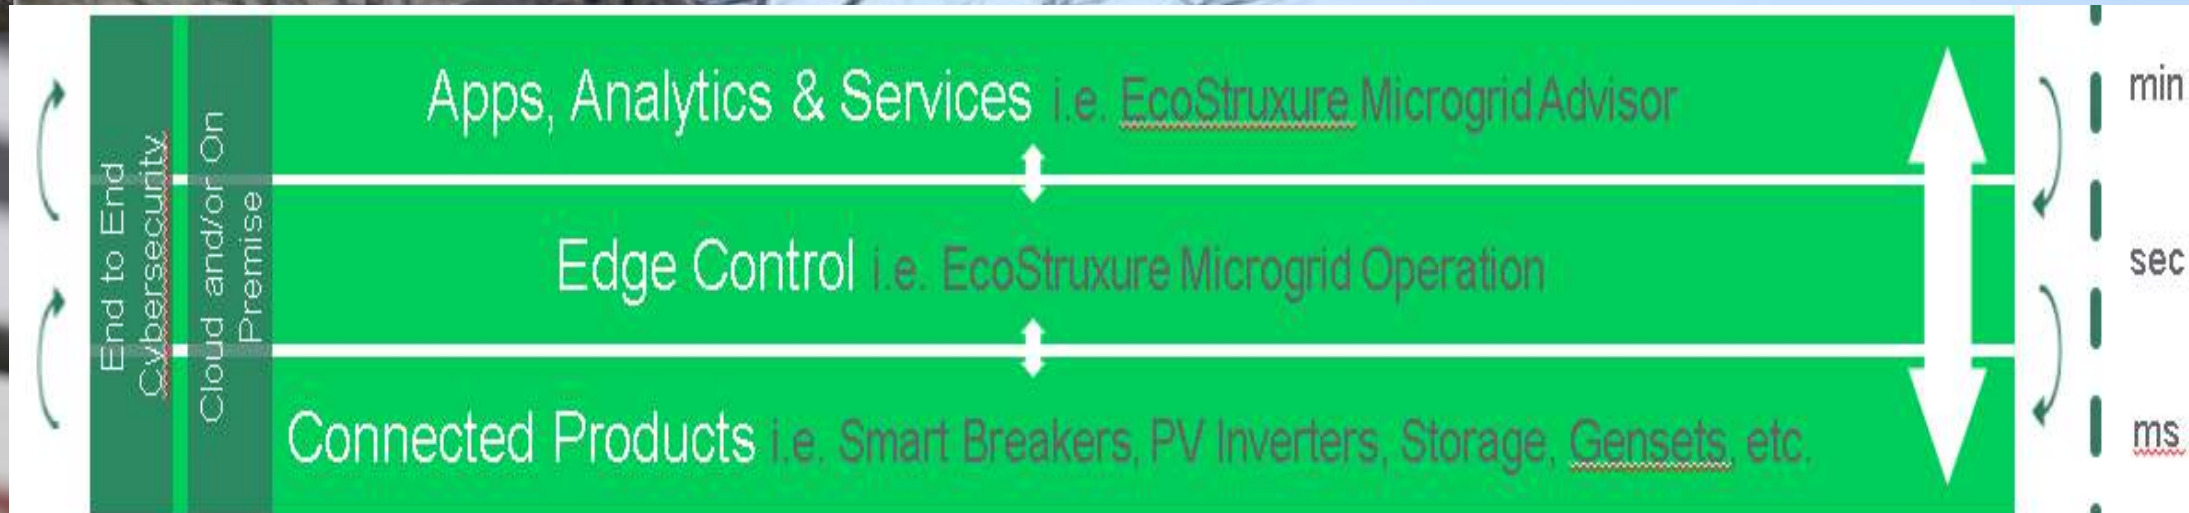 Apps, Analytics & Services i.e. EcoStruxure Microgrid Advisor
min
End to End
Cybersecurity
Cloud and/or On
Premise
Edge Control i.e. EcoStruxure Microgrid Operation
sec
Connected Products i.e. Smart Breakers, PV Inverters, Storage, Gensets, etc.
ms